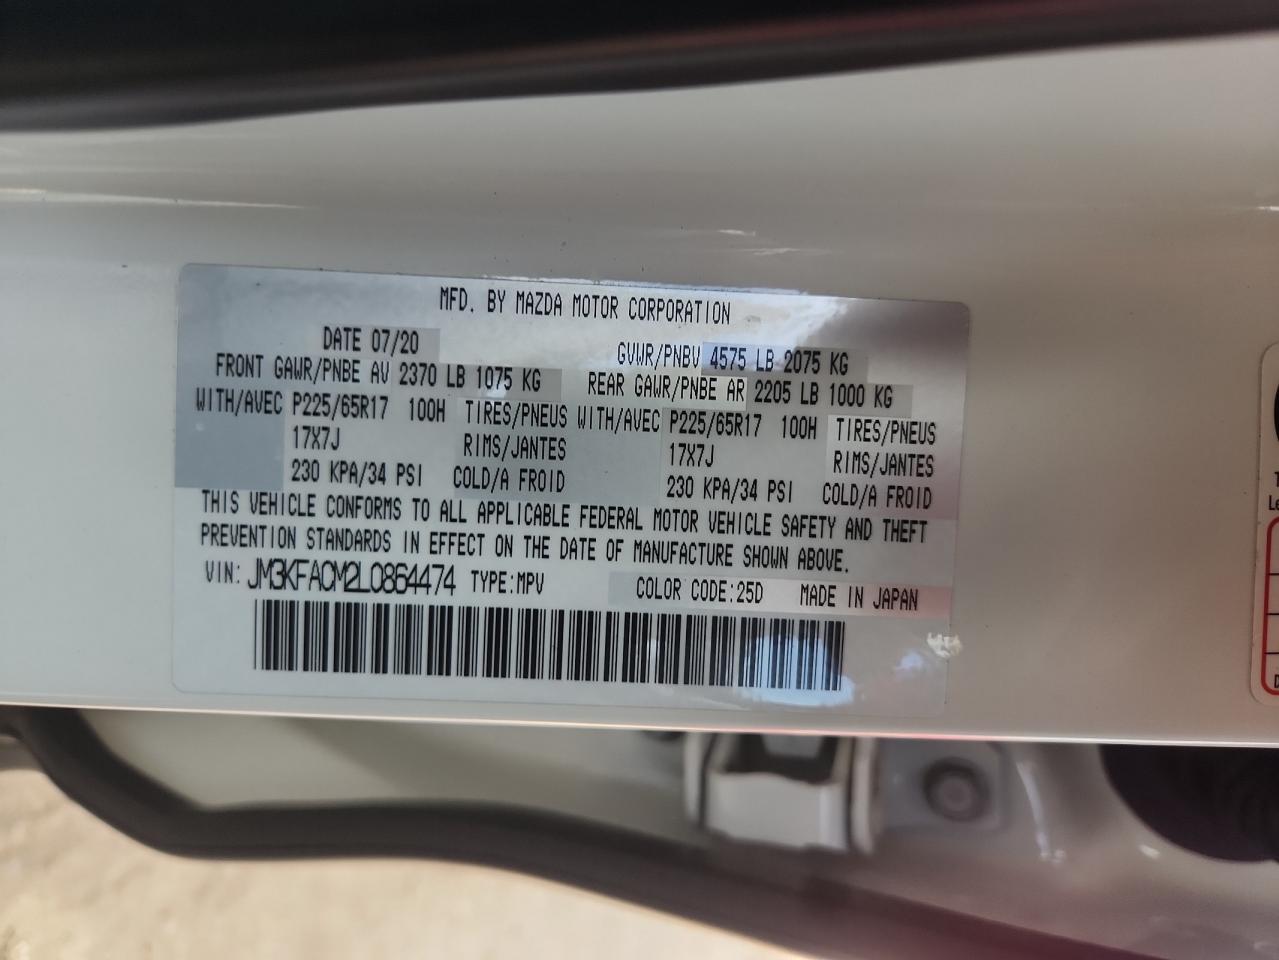 MFD. BY MAZDA MOTOR CORPORATION
DATE 07/20 GVWR/PNBV 4575 LB 2075 KG
FRONT GAWR/PNBE AV 2370 LB 1075 KG REAR GAWR/PNBE AR 2205 LB 1000 KG
WITH/AVEC P225/65R17 100H TIRES/PNEUS WITH/AVEC P225/65R17 100H TIRES/PNEUS
17X7J RIMS/JANTES 17X7J RIMS/JANTES
230 KPA/34 PSI COLD/A FROID 230 KPA/34 PSI COLD/A FROID
THIS VEHICLE CONFORMS TO ALL APPLICABLE FEDERAL MOTOR VEHICLE SAFETY AND THEFT
PREVENTION STANDARDS IN EFFECT ON THE DATE OF MANUFACTURE SHOWN ABOVE.
VIN: JM3KFACM2L0864474 TYPE:MPV COLOR CODE:25D MADE IN JAPAN